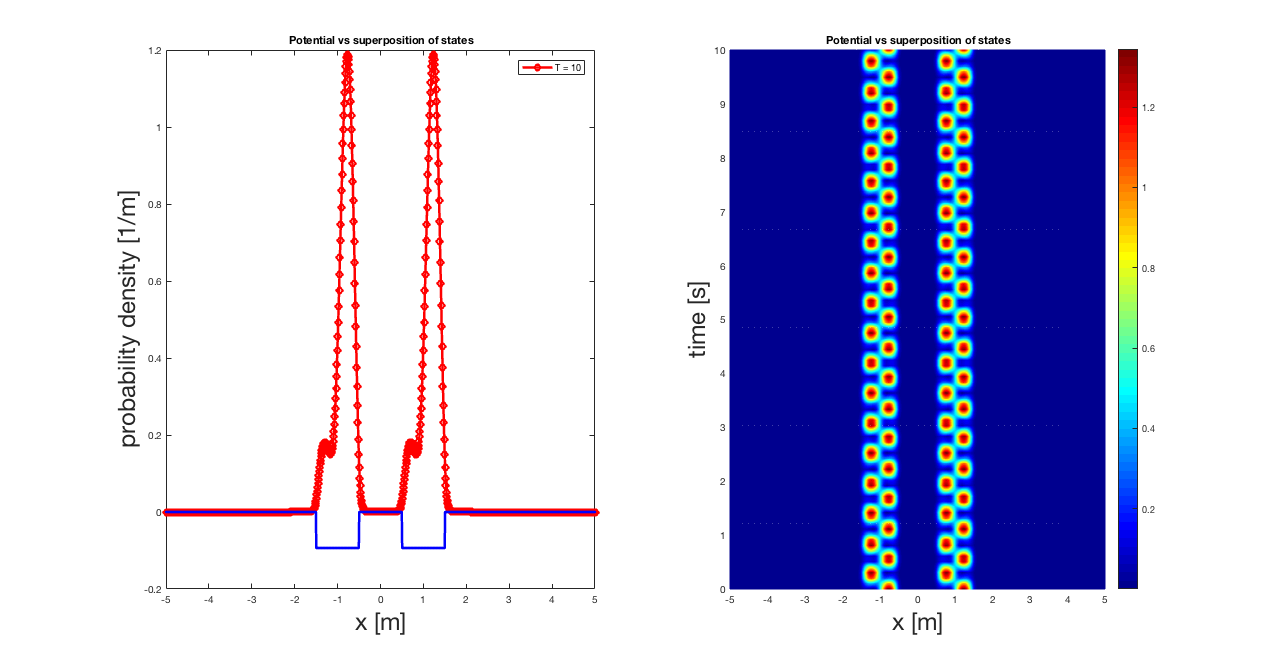 Potential vs superposition of states
T = 10
1.2
1
0.8
0.6
0.4
0.2
0
-0.2
probability density [1/m]
-5 -4 -3 -2 -1 0 1 2 3 4 5
x [m]
Potential vs superposition of states
10
9
8
7
6
5
4
3
2
1
0
time [s]
-5 -4 -3 -2 -1 0 1 2 3 4 5
x [m]
1.2
1
0.8
0.6
0.4
0.2